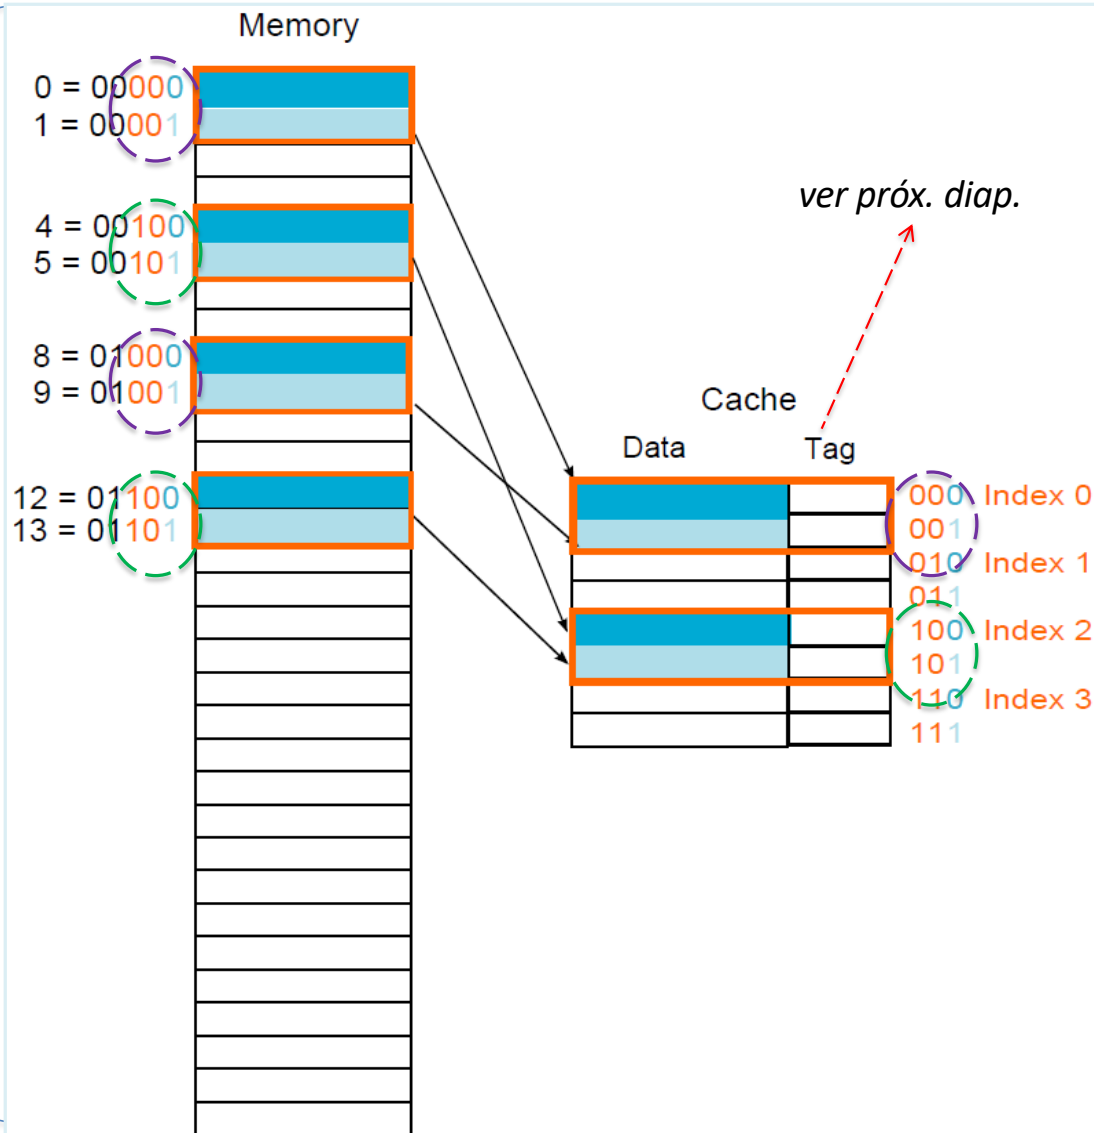 Memory
0 = 00000
1 = 00001
4 = 00100
5 = 00101
8 = 01000
9 = 01001
12 = 01100
13 = 01101
ver próx. diap.
Cache
Data Tag
000 Index 0
001
010 Index 1
011
100 Index 2
101
110 Index 3
111